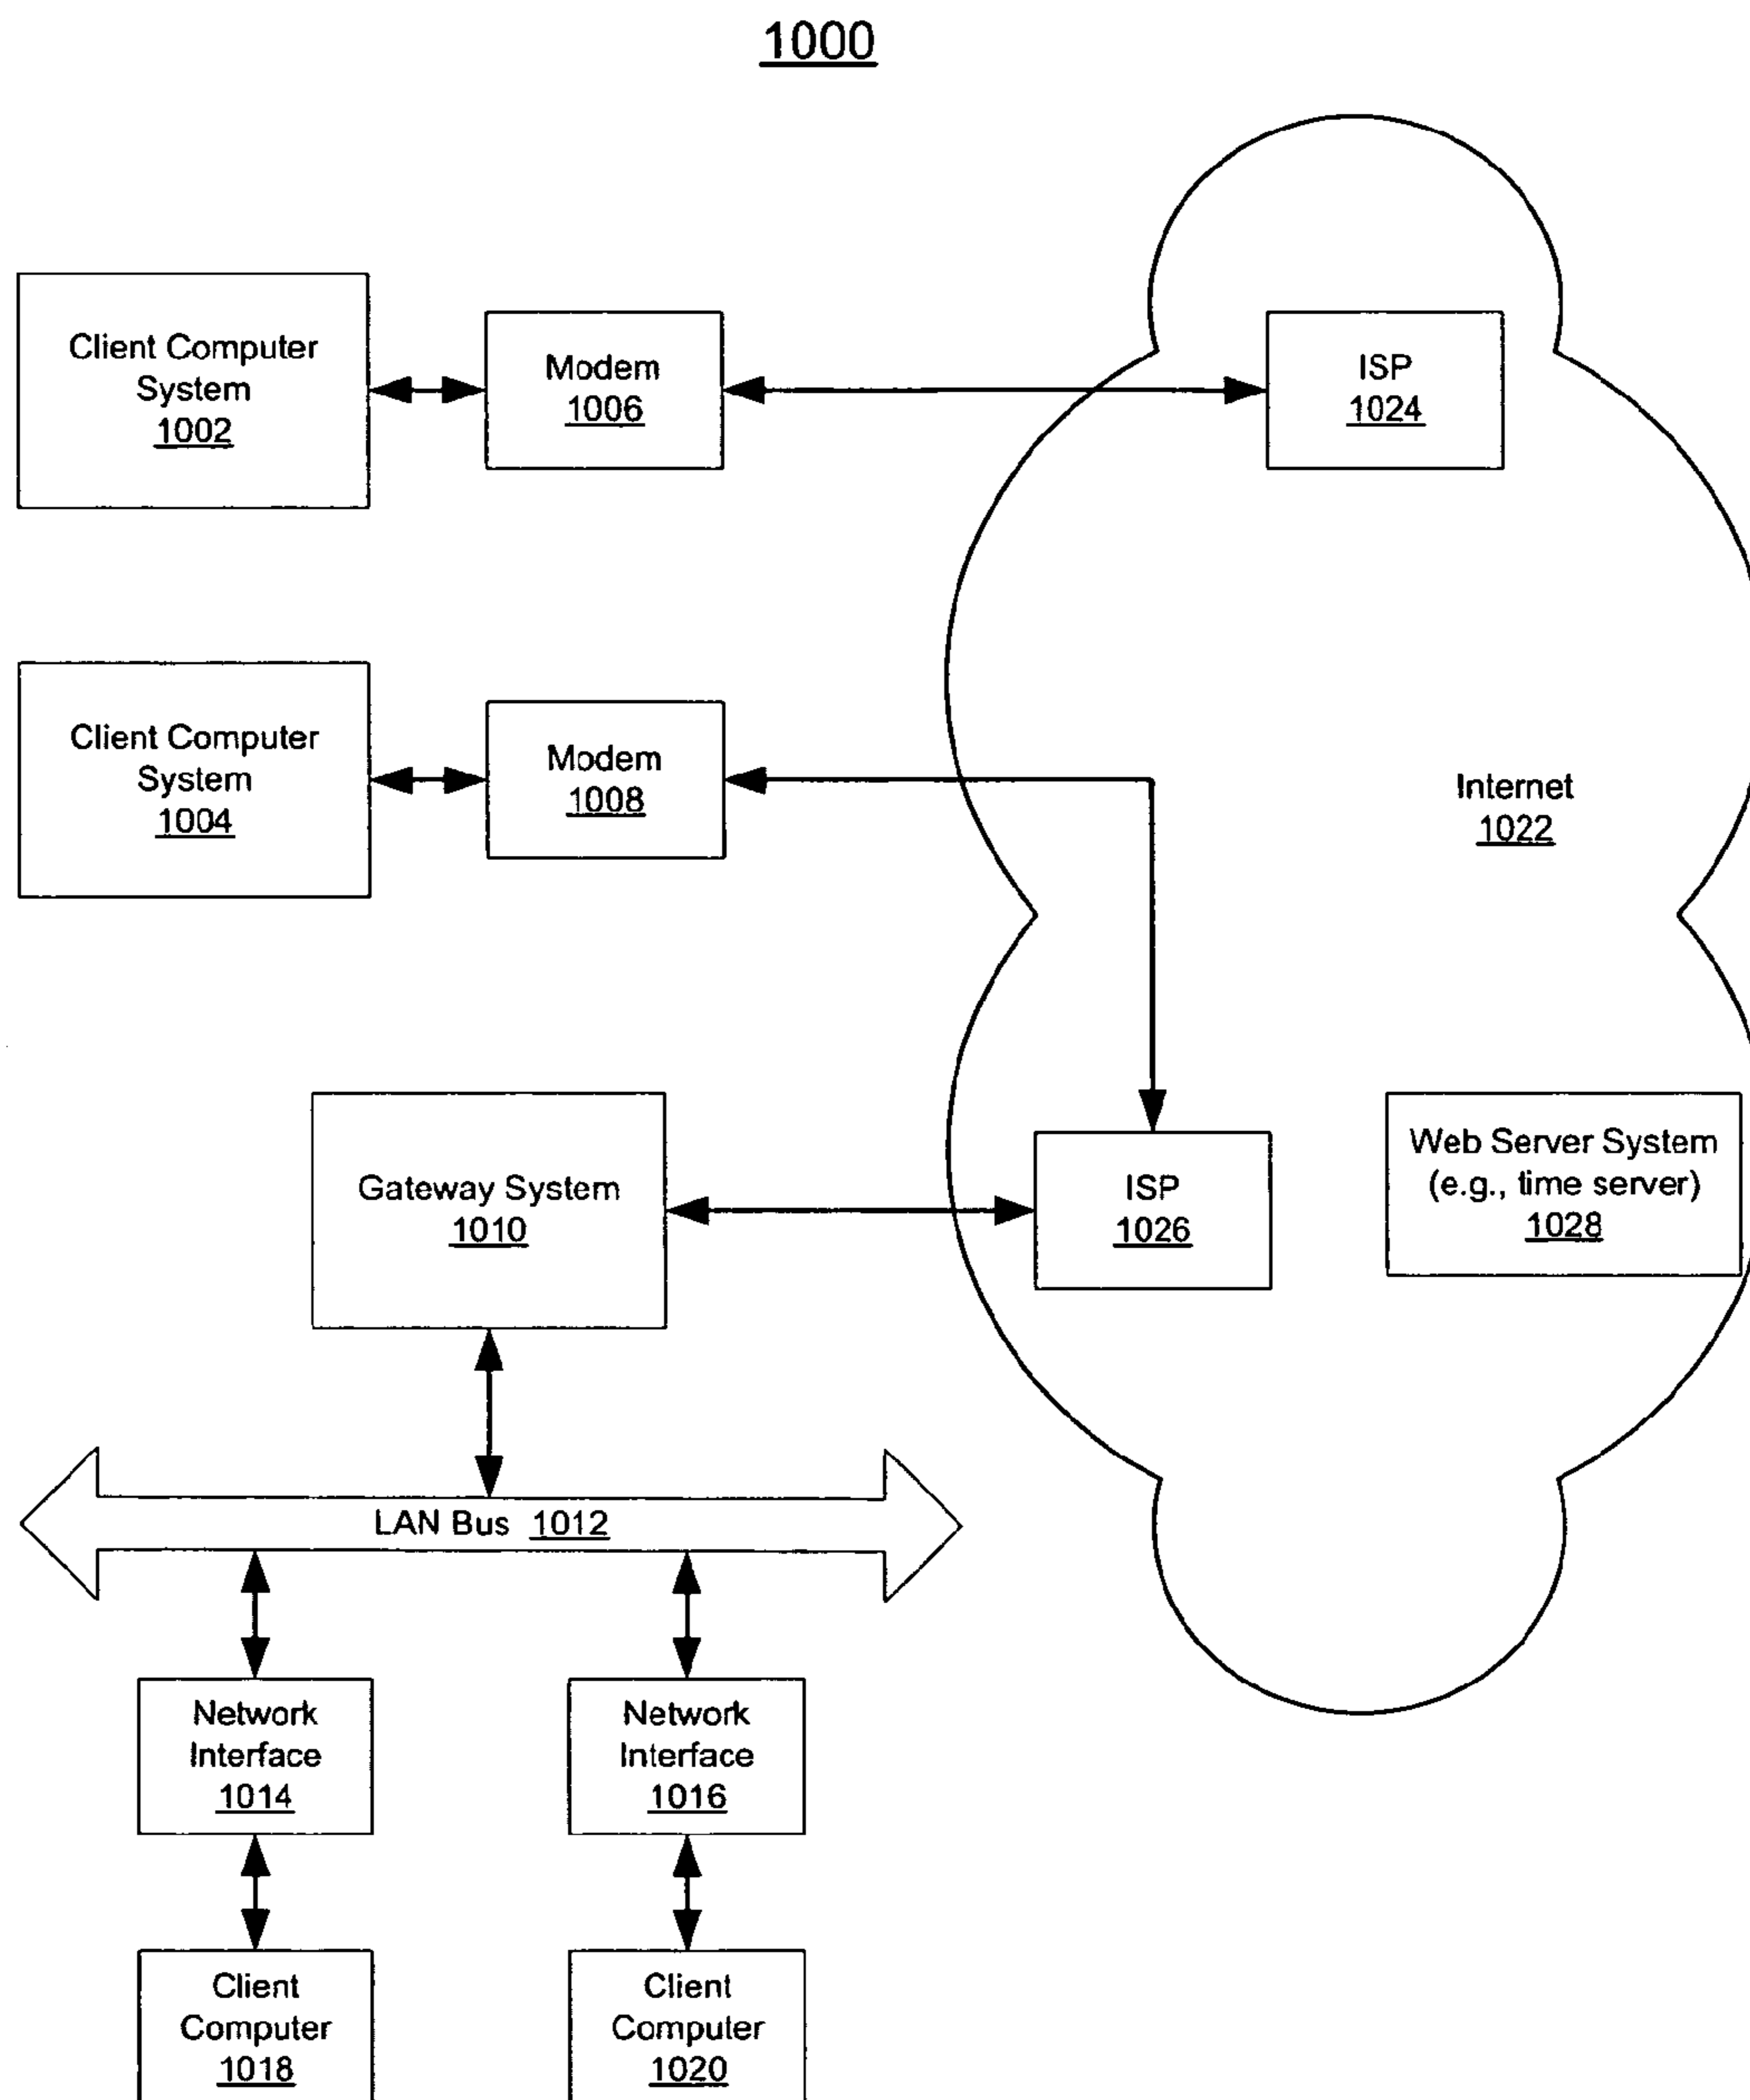 1000
Client Computer
System
1002
Modem
1006
ISP
1024
Client Computer
System
1004
Modem
1008
Internet
1022
Gateway System
1010
ISP
1026
Web Server System
(e.g., time server)
1028
LAN Bus 1012
Network
Interface
1014
Network
Interface
1016
Client
Computer
1018
Client
Computer
1020